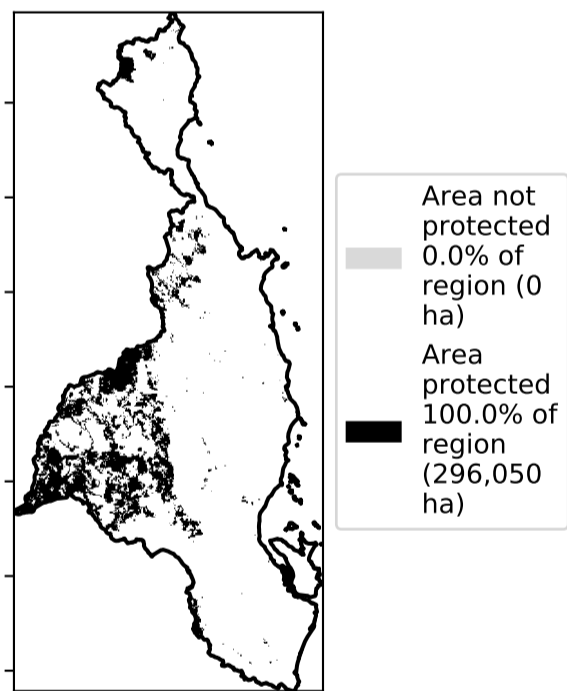 Area not
protected
0.0% of
region (0
ha)
Area
protected
100.0% of
region
(296,050
ha)